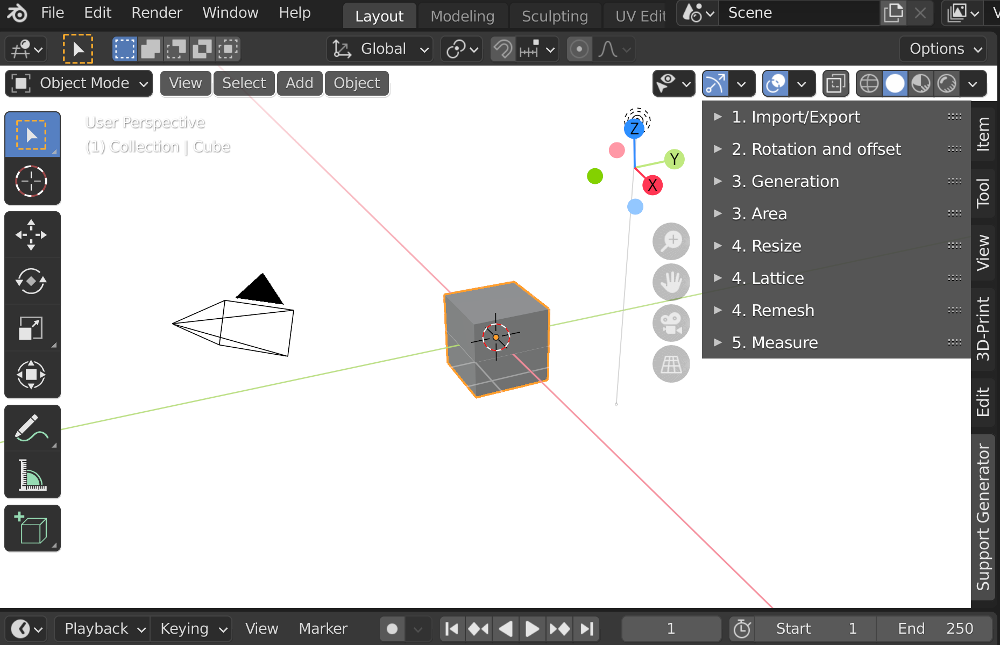 File Edit Render Window Help Layout Modeling Sculpting UV Edit Scene
Global Options
Object Mode View Select Add Object
User Perspective
(1) Collection | Cube
Z
Y
X
1. Import/Export
2. Rotation and offset
3. Generation
3. Area
4. Resize
4. Lattice
4. Remesh
5. Measure
Item
Tool
View
3D-Print
Edit
Support Generator
Playback Keying View Marker 1 Start 1 End 250